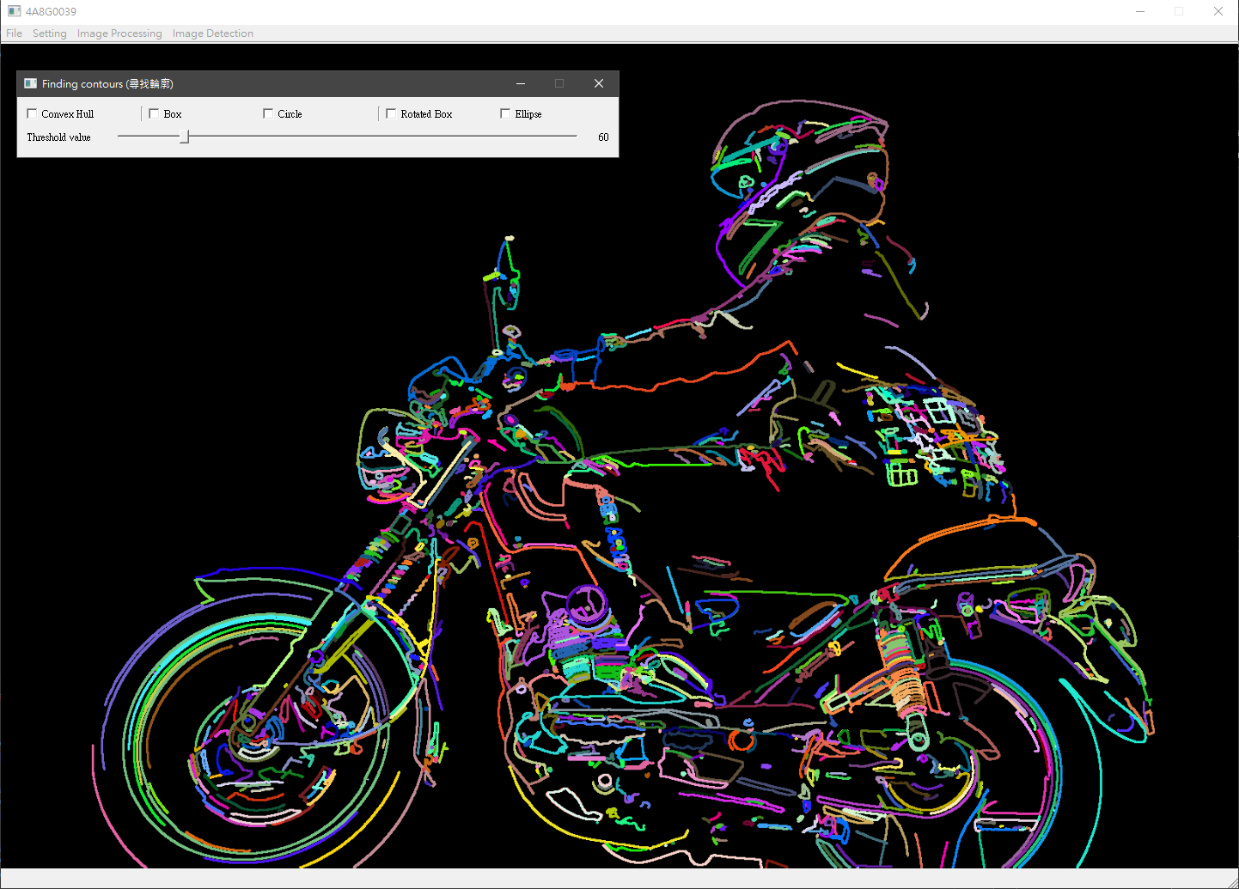 4A8G0039
File Setting Image Processing Image Detection
Finding contours (尋找輪廓)
Convex Hull Box Circle Rotated Box Ellipse
Threshold value 60